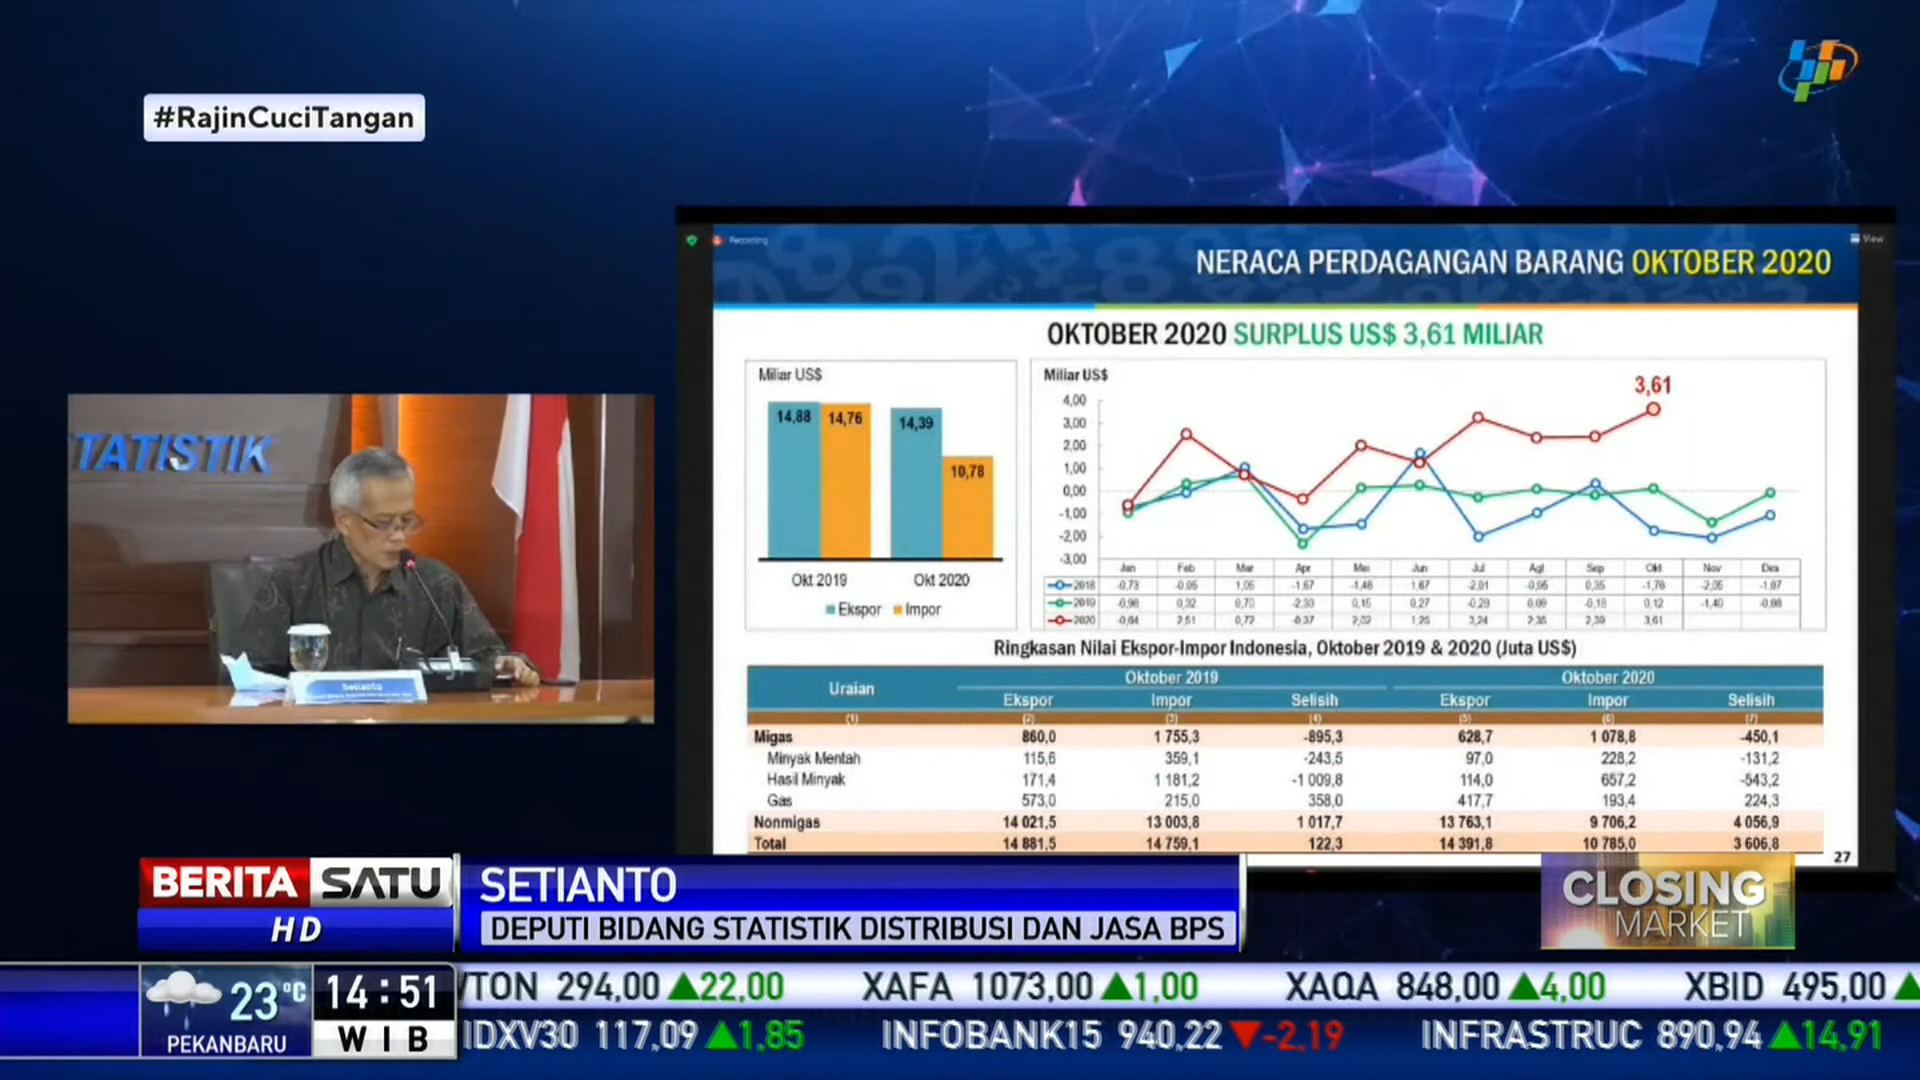 #RajinCuciTangan
TATISTIK
Setianto
Recording
View
NERACA PERDAGANGAN BARANG OKTOBER 2020
OKTOBER 2020 SURPLUS US$ 3,61 MILIAR
Miliar US$
14,88 14,76 14,39 10,78
Okt 2019 Okt 2020
Ekspor Impor
Miliar US$
3,61
4,00
3,00
2,00
1,00
0,00
-1,00
-2,00
-3,00
Jan Feb Mar Apr Mei Jun Jul Agt Sep Okt Nov Des
2018 -0,73 -0,05 1,05 -1,67 -1,46 1,67 -2,01 -0,95 0,35 -1,76 -2,05 -1,07
2019 -0,98 0,32 0,70 -2,33 0,15 0,27 -0,28 0,09 -0,18 0,12 -1,40 -0,08
2020 -0,64 2,51 0,72 -0,37 2,02 1,25 3,24 2,35 2,39 3,61
Ringkasan Nilai Ekspor-Impor Indonesia, Oktober 2019 & 2020 (Juta US$)
Uraian Oktober 2019 Oktober 2020
Ekspor Impor Selisih Ekspor Impor Selisih
(1) (2) (3) (4) (5) (6) (7)
Migas 860,0 1 755,3 -895,3 628,7 1 078,8 -450,1
Minyak Mentah 115,6 359,1 -243,5 97,0 228,2 -131,2
Hasil Minyak 171,4 1 181,2 -1 009,8 114,0 657,2 -543,2
Gas 573,0 215,0 358,0 417,7 193,4 224,3
Nonmigas 14 021,5 13 003,8 1 017,7 13 763,1 9 706,2 4 056,9
Total 14 881,5 14 759,1 122,3 14 391,8 10 785,0 3 606,8
27
BERITA SATU
HD
SETIANTO
DEPUTI BIDANG STATISTIK DISTRIBUSI DAN JASA BPS
CLOSING
MARKET
23°C
PEKANBARU
14:51
WIB
WTON 294,00 ▲22,00 XAFA 1073,00 ▲1,00 XAQA 848,00 ▲4,00 XBID 495,00 ▲
IDXV30 117,09 ▲1,85 INFOBANK15 940,22 ▼-2,19 INFRASTRUC 890,94 ▲14,91